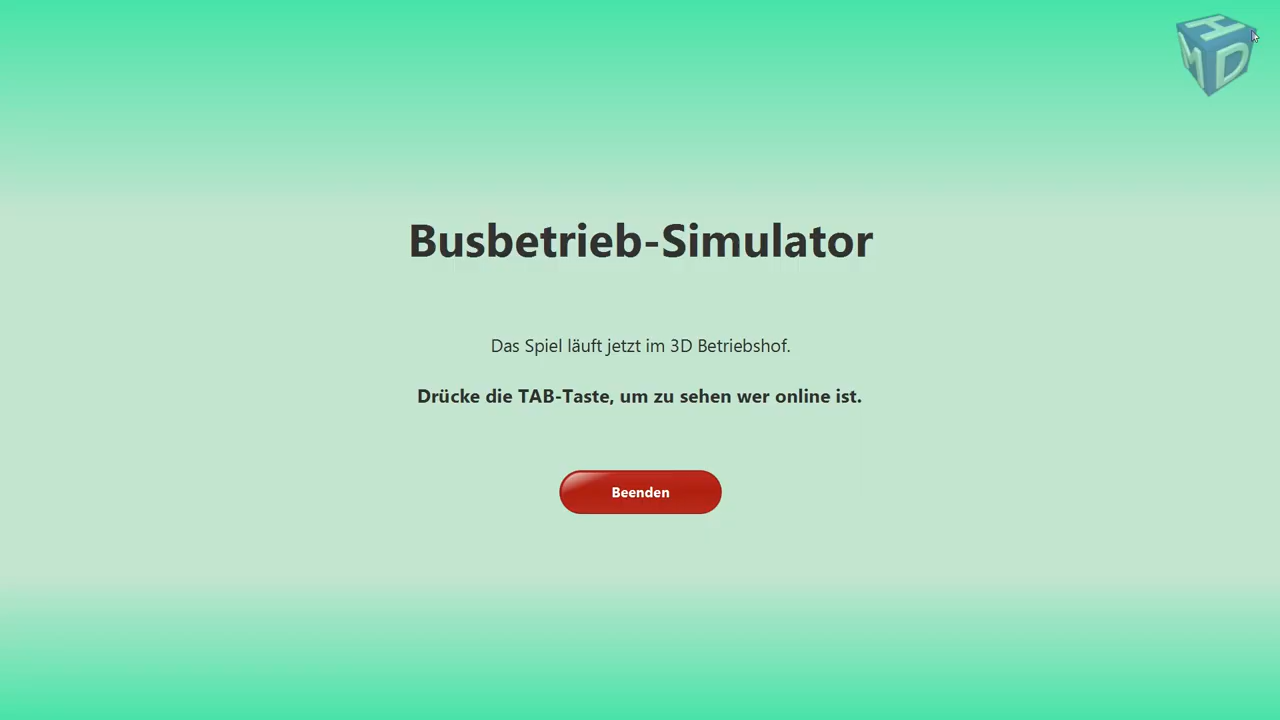 Busbetrieb-Simulator
Das Spiel läuft jetzt im 3D Betriebshof.
Drücke die TAB-Taste, um zu sehen wer online ist.
Beenden
H
M D